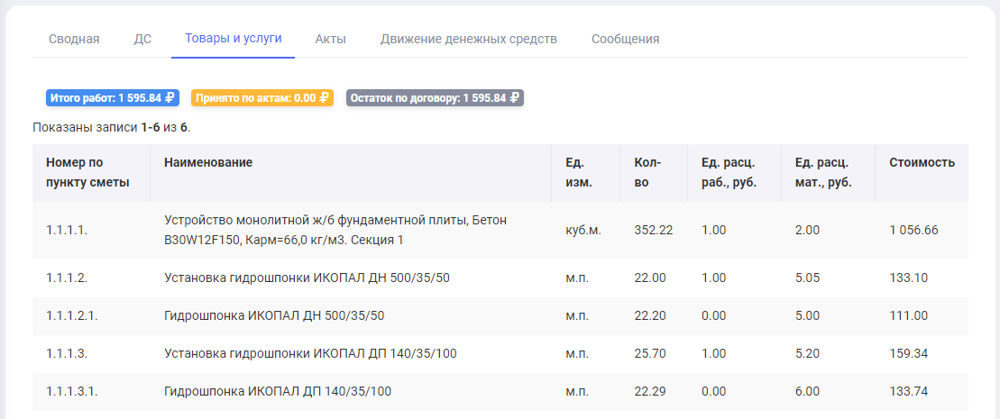 Сводная ДС Товары и услуги Акты Движение денежных средств Сообщения
Итого работ: 1 595.84 ₽ Принято по актам: 0.00 ₽ Остаток по договору: 1 595.84 ₽
Показаны записи 1-6 из 6.
Номер по пункту сметы Наименование Ед. изм. Кол-во Ед. расц. раб., руб. Ед. расц. мат., руб. Стоимость
1.1.1.1. Устройство монолитной ж/б фундаментной плиты, Бетон В30W12F150, Карм=66,0 кг/м3. Секция 1 куб.м. 352.22 1.00 2.00 1 056.66
1.1.1.2. Установка гидрошпонки ИКОПАЛ ДН 500/35/50 м.п. 22.00 1.00 5.05 133.10
1.1.1.2.1. Гидрошпонка ИКОПАЛ ДН 500/35/50 м.п. 22.20 0.00 5.00 111.00
1.1.1.3. Установка гидрошпонки ИКОПАЛ ДП 140/35/100 м.п. 25.70 1.00 5.20 159.34
1.1.1.3.1. Гидрошпонка ИКОПАЛ ДП 140/35/100 м.п. 22.29 0.00 6.00 133.74